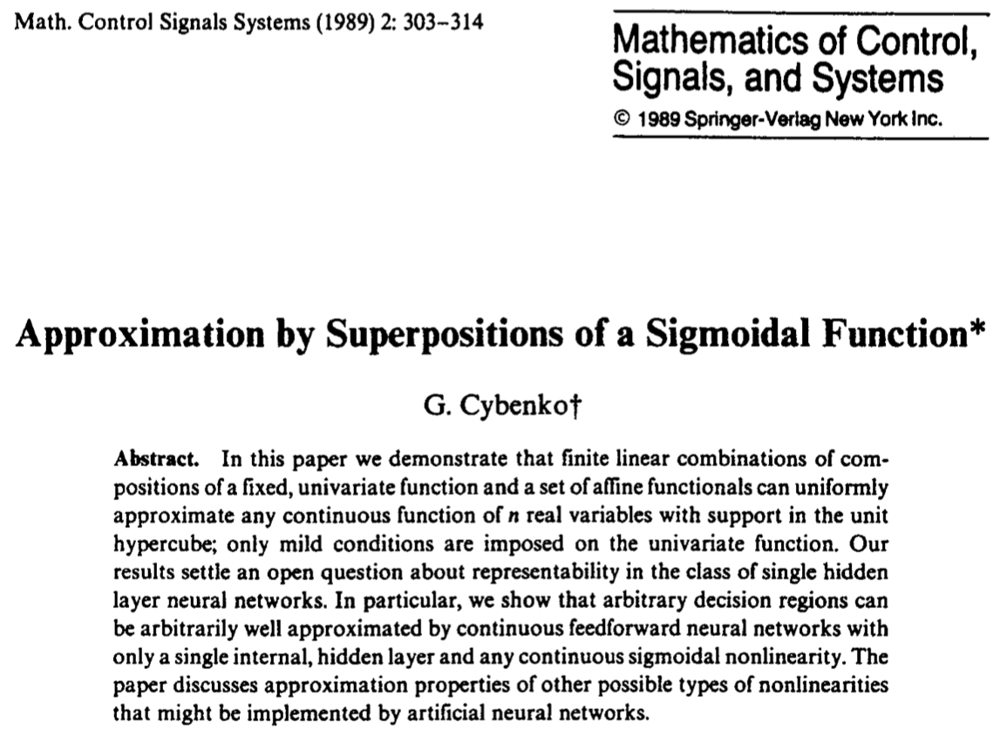 Math. Control Signals Systems (1989) 2: 303–314
Mathematics of Control,
Signals, and Systems
© 1989 Springer-Verlag New York Inc.
Approximation by Superpositions of a Sigmoidal Function*
G. Cybenko†
Abstract. In this paper we demonstrate that finite linear combinations of com-
positions of a fixed, univariate function and a set of affine functionals can uniformly
approximate any continuous function of n real variables with support in the unit
hypercube; only mild conditions are imposed on the univariate function. Our
results settle an open question about representability in the class of single hidden
layer neural networks. In particular, we show that arbitrary decision regions can
be arbitrarily well approximated by continuous feedforward neural networks with
only a single internal, hidden layer and any continuous sigmoidal nonlinearity. The
paper discusses approximation properties of other possible types of nonlinearities
that might be implemented by artificial neural networks.